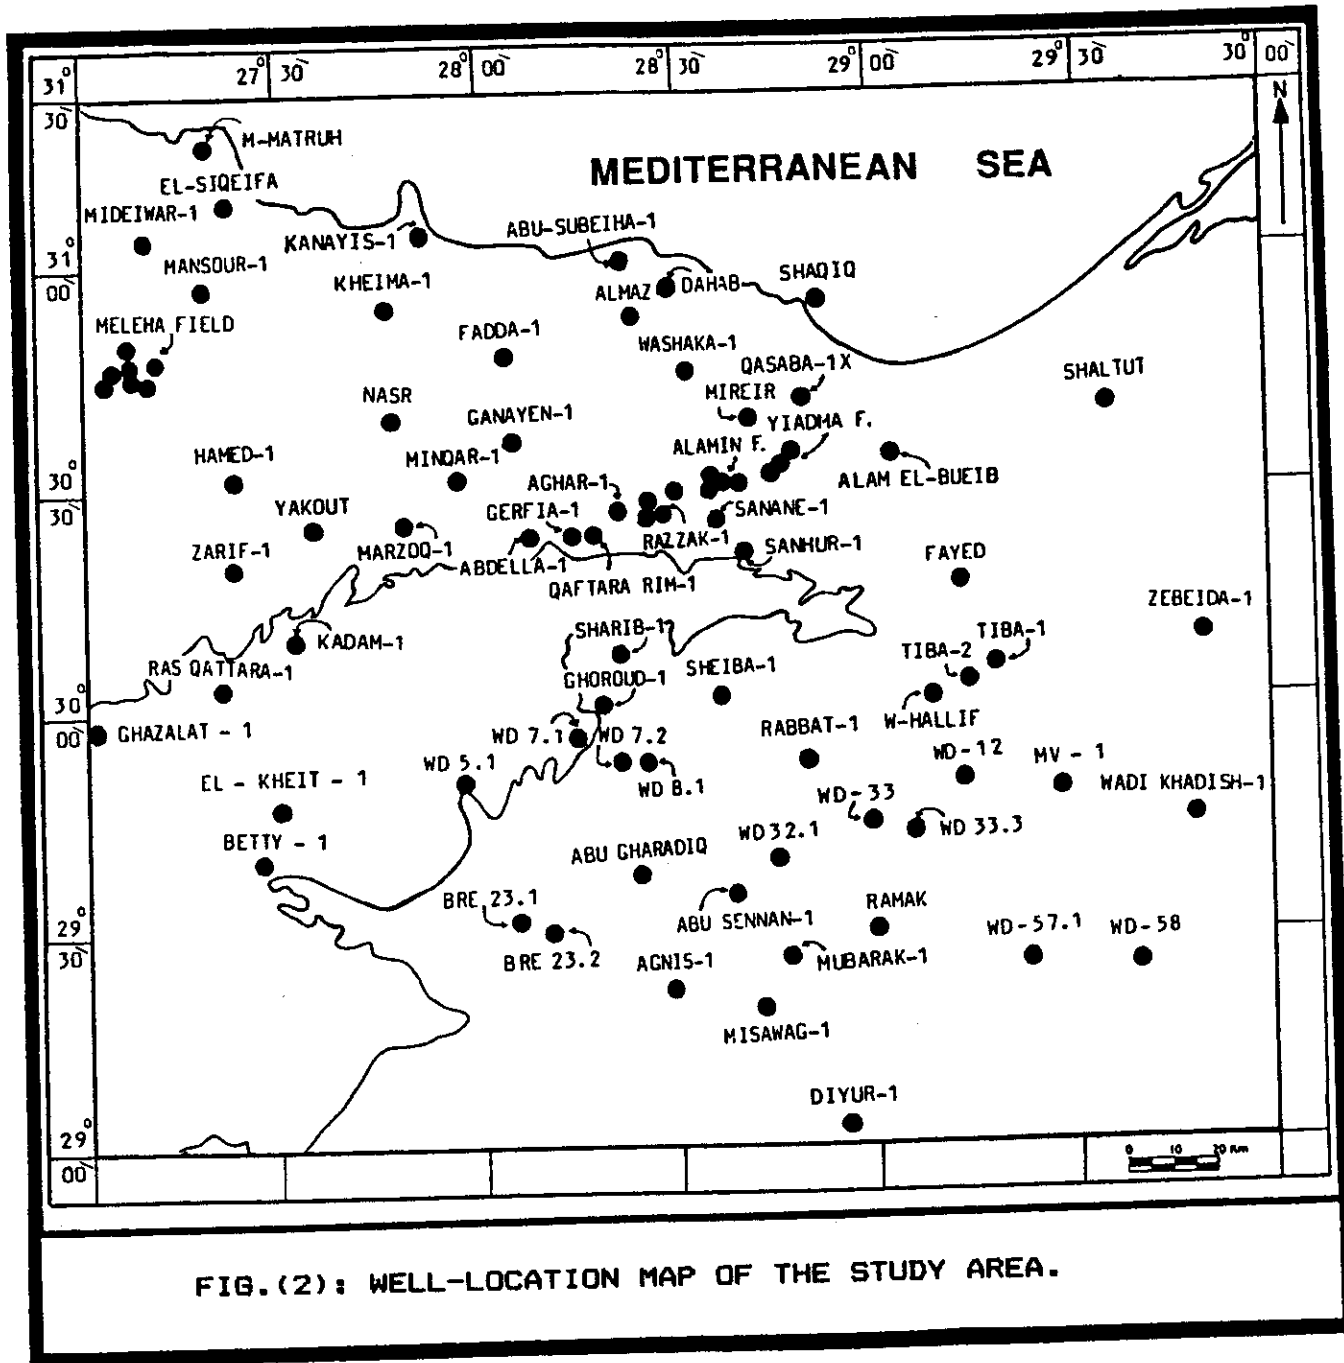 27° 30' 28° 00' 28° 30' 29° 00' 29° 30' 30° 00'
31°
30'
N
M-MATRUH
MEDITERRANEAN SEA
EL-SIQEIFA
MIDEIWAR-1
ABU-SUBEIHA-1
KANAYIS-1
31°
00'
MANSOUR-1
KHEIMA-1
ALMAZ
DAHAB
SHAQIQ
MELEHA FIELD
FADDA-1
WASHAKA-1
QASABA-1X
SHALTUT
MIREIR
NASR
GANAYEN-1
YIADMA F.
HAMED-1
MINQAR-1
ALAMIN F.
ALAM EL-BUEIB
30°
30'
AGHAR-1
YAKOUT
GERFIA-1
SANANE-1
ZARIF-1
MARZOQ-1
RAZZAK-1
SANHUR-1
FAYED
ABDELLA-1
QAFTARA RIM-1
ZEBEIDA-1
KADAM-1
SHARIB-1
TIBA-1
RAS QATTARA-1
GHOROUD-1
SHEIBA-1
TIBA-2
30°
00'
GHAZALAT - 1
WD 7.1
WD 7.2
RABBAT-1
W-HALLIF
EL - KHEIT - 1
WD 5.1
WD 8.1
WD-12
MV - 1
WADI KHADISH-1
WD-33
BETTY - 1
ABU GHARADIQ
WD 32.1
WD 33.3
BRE 23.1
ABU SENNAN-1
RAMAK
WD-57.1
WD-58
29°
30'
BRE 23.2
AGNIS-1
MUBARAK-1
MISAWAG-1
DIYUR-1
29°
00'
0 10 20 Km
FIG.(2): WELL-LOCATION MAP OF THE STUDY AREA.